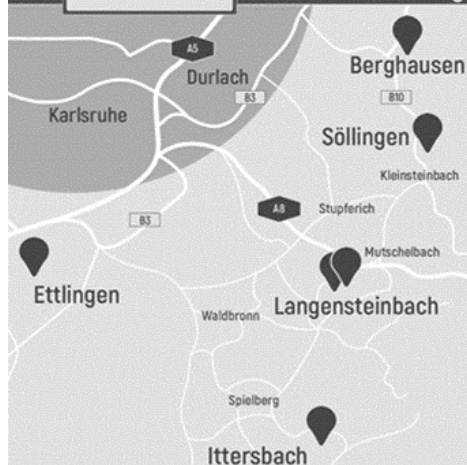 A5
Berghausen
Durlach
B3
B10
Karlsruhe
Söllingen
Kleinsteinbach
A8
Stupferich
B3
Mutschelbach
Ettlingen
Langensteinbach
Waldbronn
Spielberg
Ittersbach